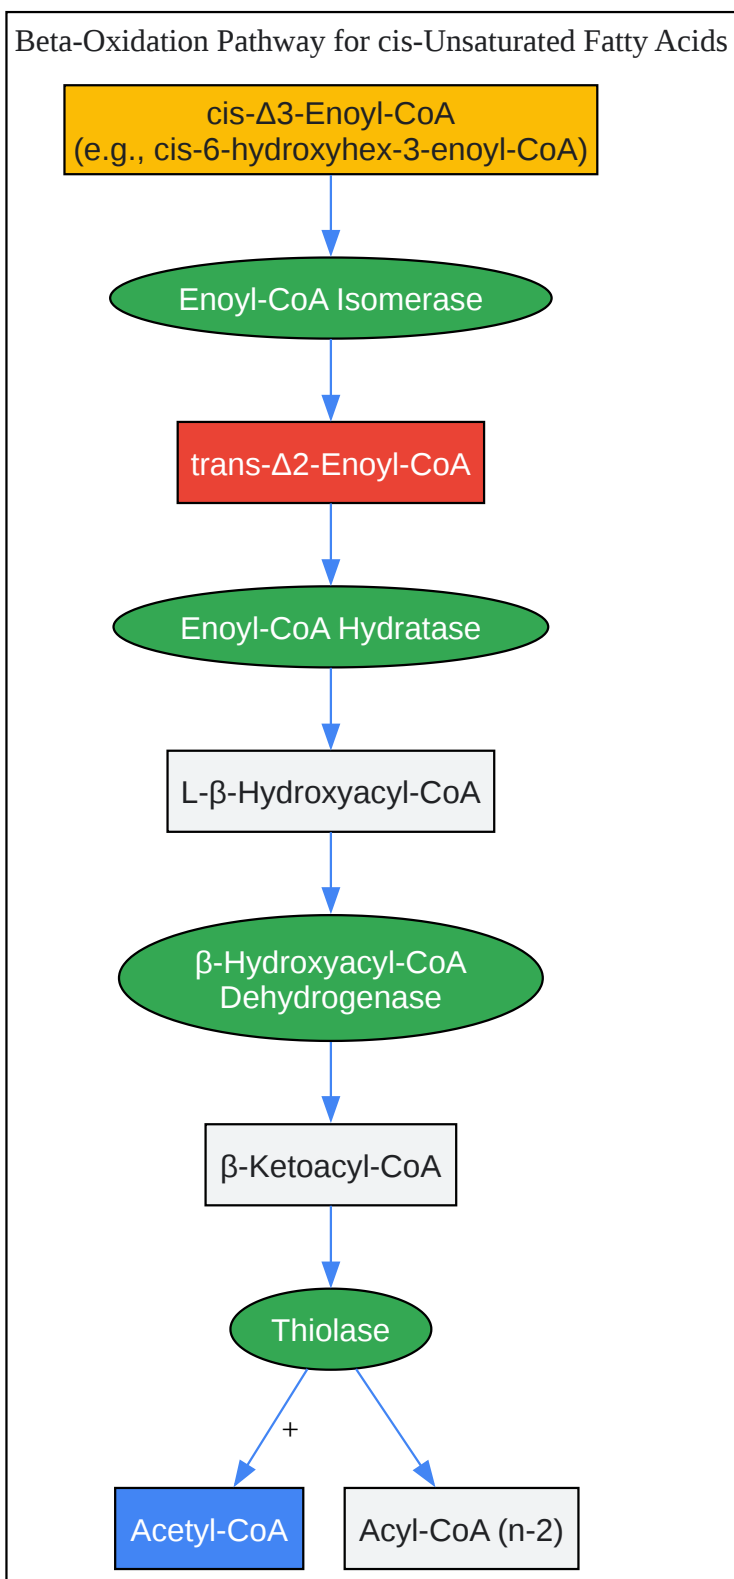 Beta-Oxidation Pathway for cis-Unsaturated Fatty Acids
cis-Δ3-Enoyl-CoA
(e.g., cis-6-hydroxyhex-3-enoyl-CoA)
Enoyl-CoA Isomerase
trans-Δ2-Enoyl-CoA
Enoyl-CoA Hydratase
L-β-Hydroxyacyl-CoA
β-Hydroxyacyl-CoA
Dehydrogenase
β-Ketoacyl-CoA
Thiolase
+
Acetyl-CoA
Acyl-CoA (n-2)